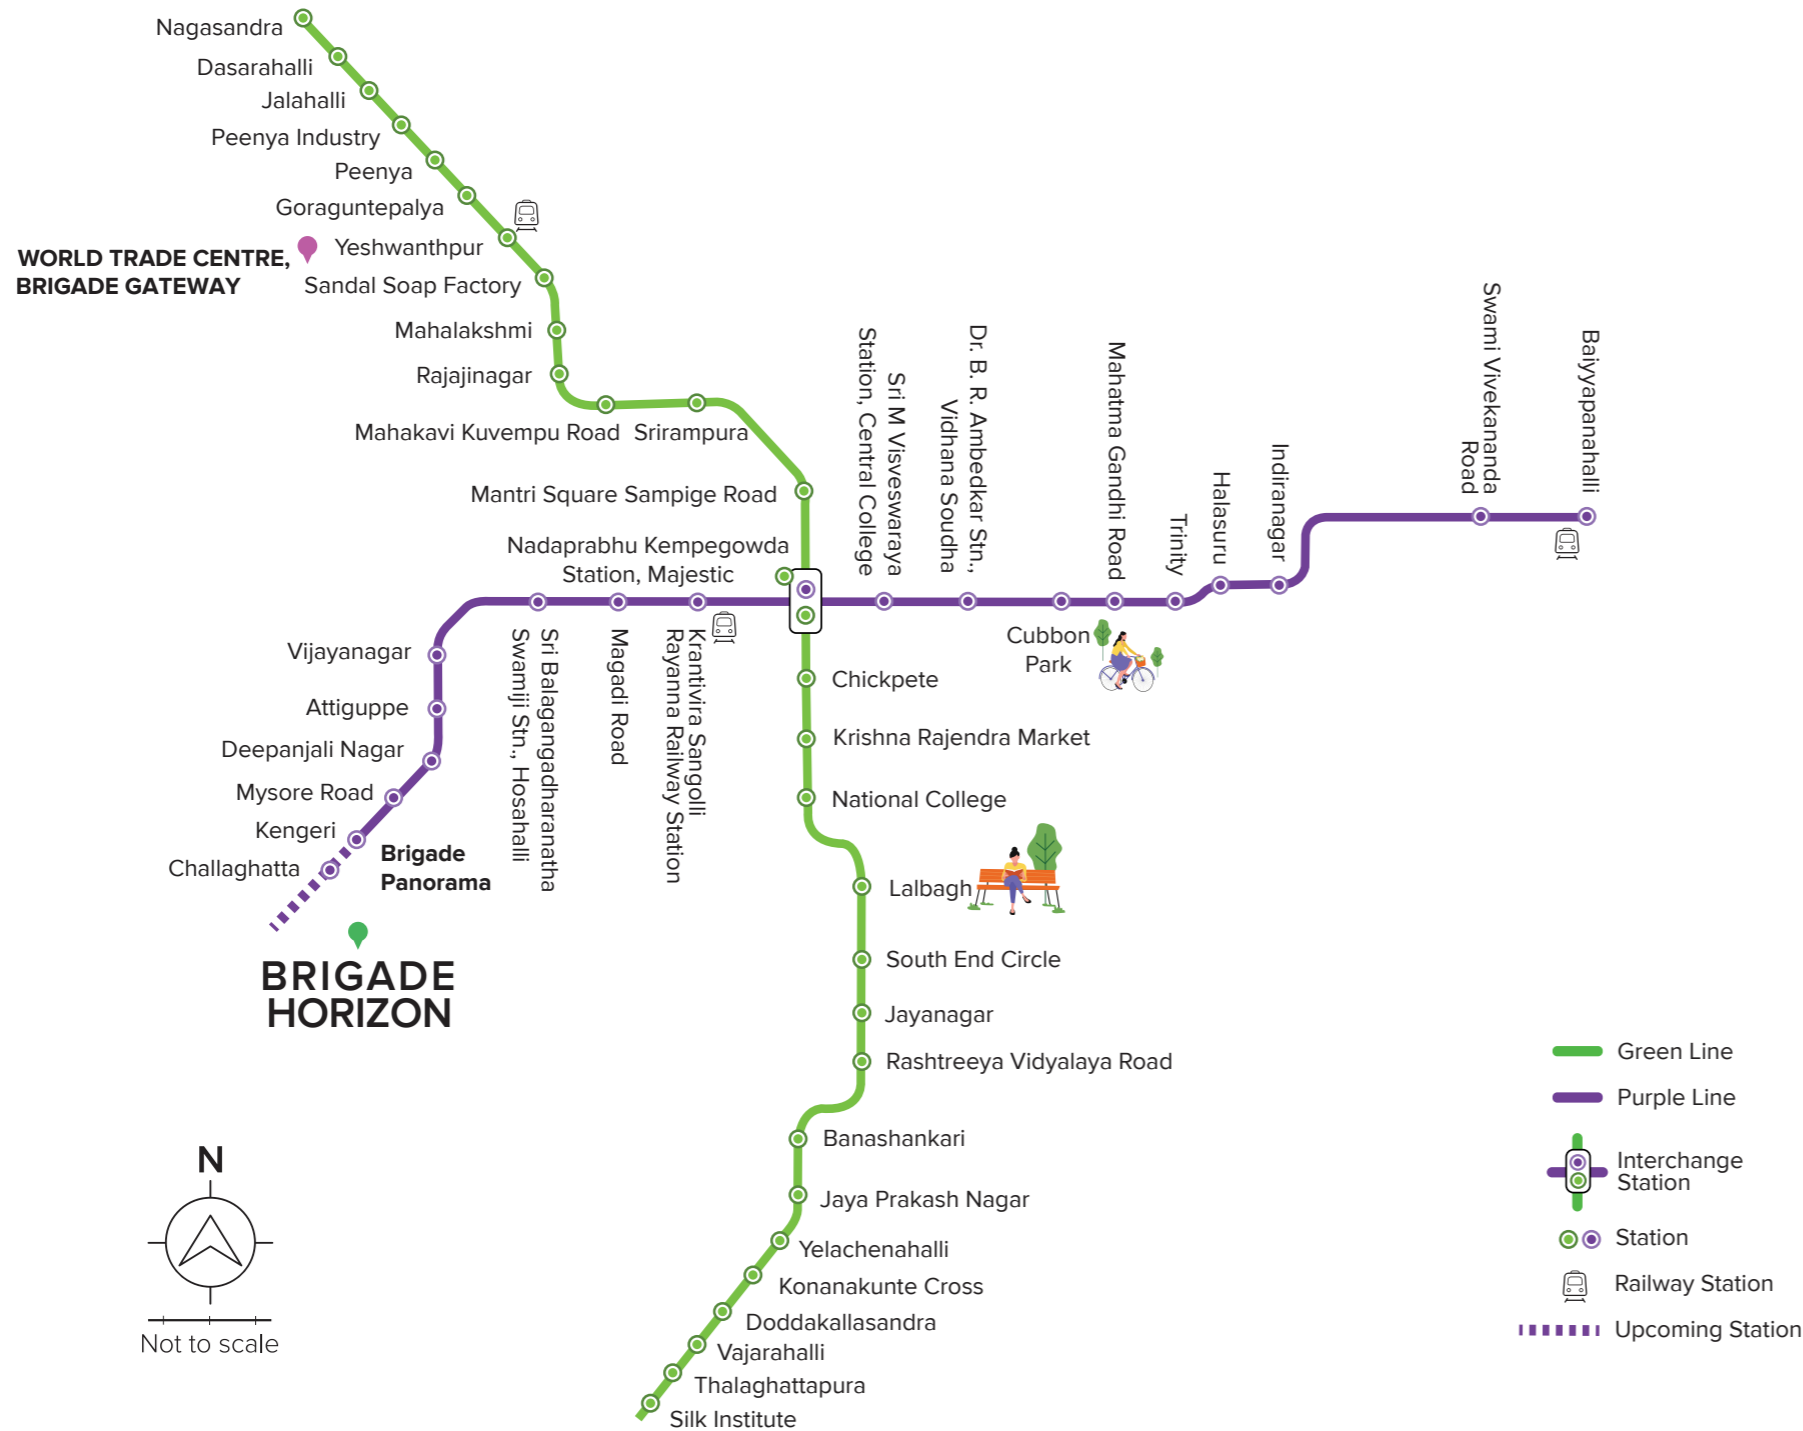 Nagasandra
Dasarahalli
Jalahalli
Peenya Industry
Peenya
Goraguntepalya
WORLD TRADE CENTRE,
BRIGADE GATEWAY
Yeshwanthpur
Sandal Soap Factory
Mahalakshmi
Rajajinagar
Mahakavi Kuvempu Road
Srirampura
Mantri Square Sampige Road
Nadaprabhu Kempegowda
Station, Majestic
Sri M Visveswaraya
Station, Central College
Dr. B. R. Ambedkar Stn.,
Vidhana Soudha
Cubbon
Park
Mahatma Gandhi Road
Trinity
Halasuru
Indiranagar
Swami Vivekananda
Road
Baiyyapanahalli
Krantivira Sangolli
Rayanna Railway Station
Magadi Road
Sri Balagangadharanatha
Swamiji Stn., Hosahalli
Vijayanagar
Attiguppe
Deepanjali Nagar
Mysore Road
Kengeri
Challaghatta
Brigade
Panorama
BRIGADE
HORIZON
Chickpete
Krishna Rajendra Market
National College
Lalbagh
South End Circle
Jayanagar
Rashtreeya Vidyalaya Road
Banashankari
Jaya Prakash Nagar
Yelachenahalli
Konanakunte Cross
Doddakallasandra
Vajarahalli
Thalaghattapura
Silk Institute
N
Not to scale
Green Line
Purple Line
Interchange
Station
Station
Railway Station
Upcoming Station